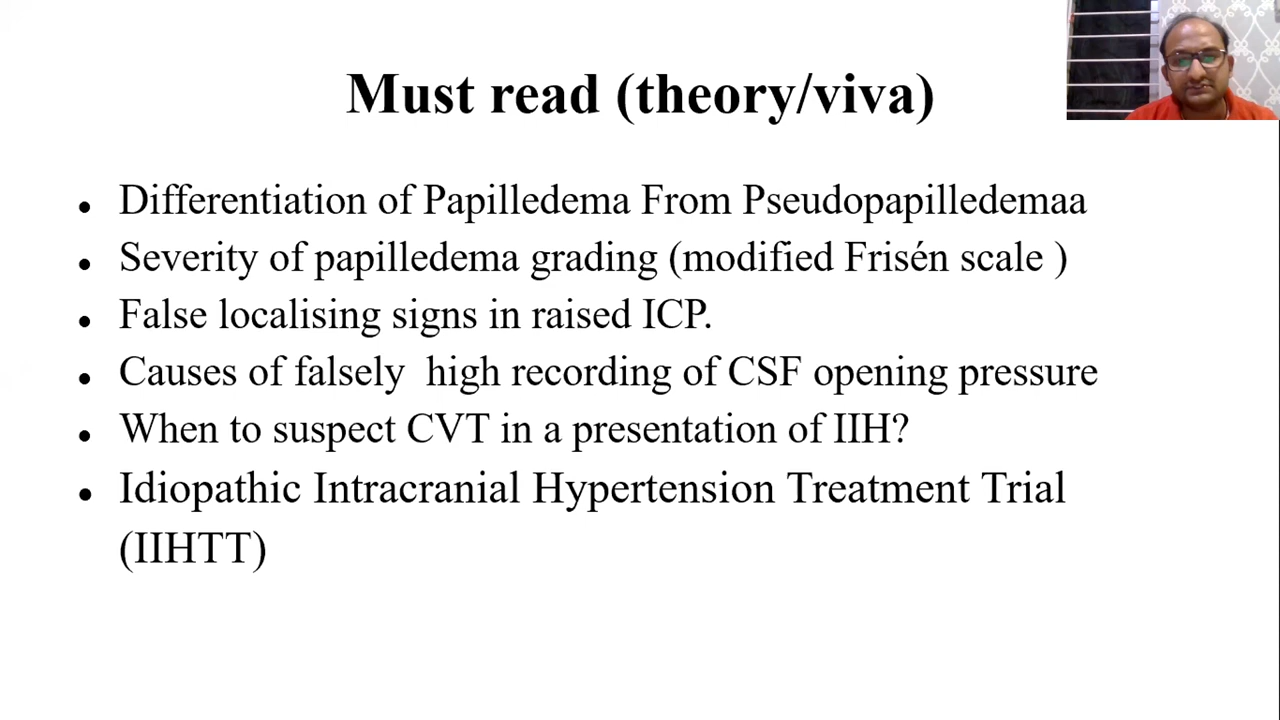 Must read (theory/viva)
• Differentiation of Papilledema From Pseudopapilledemaa
• Severity of papilledema grading (modified Frisén scale )
• False localising signs in raised ICP.
• Causes of falsely  high recording of CSF opening pressure
• When to suspect CVT in a presentation of IIH?
• Idiopathic Intracranial Hypertension Treatment Trial
(IIHTT)